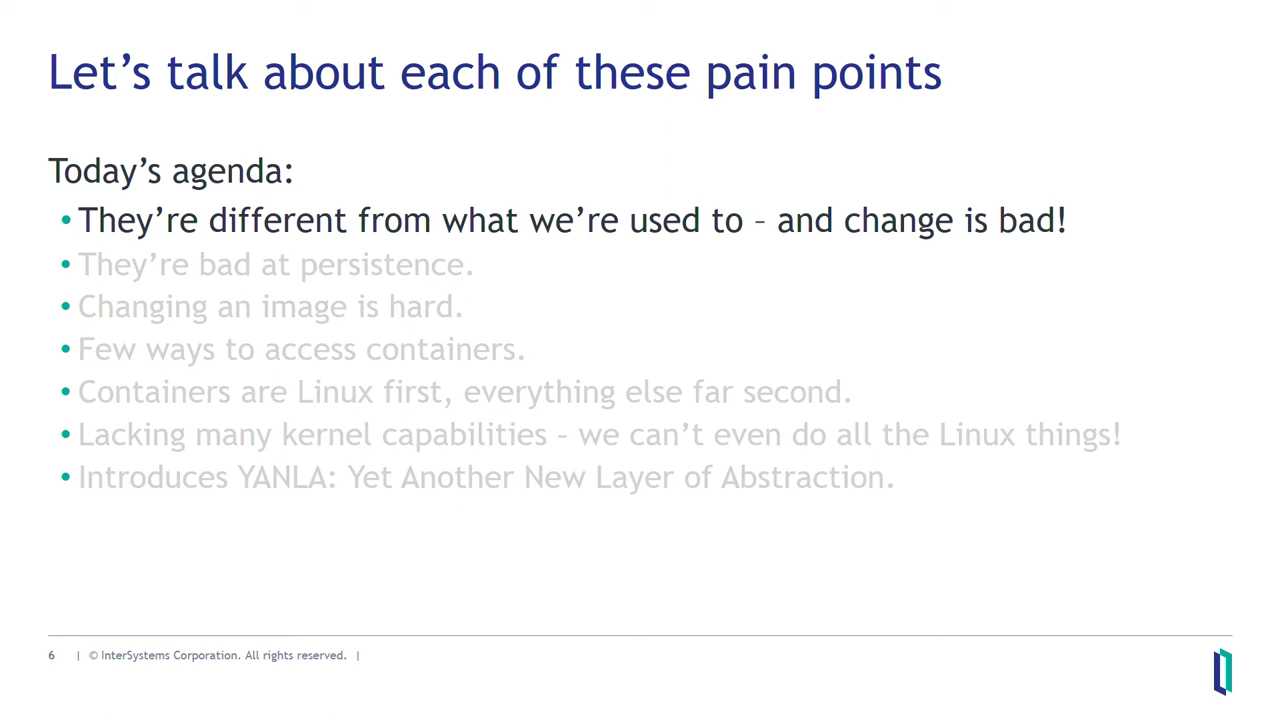 Let’s talk about each of these pain points
Today’s agenda:
• They’re different from what we’re used to – and change is bad!
• They’re bad at persistence.
• Changing an image is hard.
• Few ways to access containers.
• Containers are Linux first, everything else far second.
• Lacking many kernel capabilities – we can’t even do all the Linux things!
• Introduces YANLA: Yet Another New Layer of Abstraction.
6 | © InterSystems Corporation. All rights reserved. |